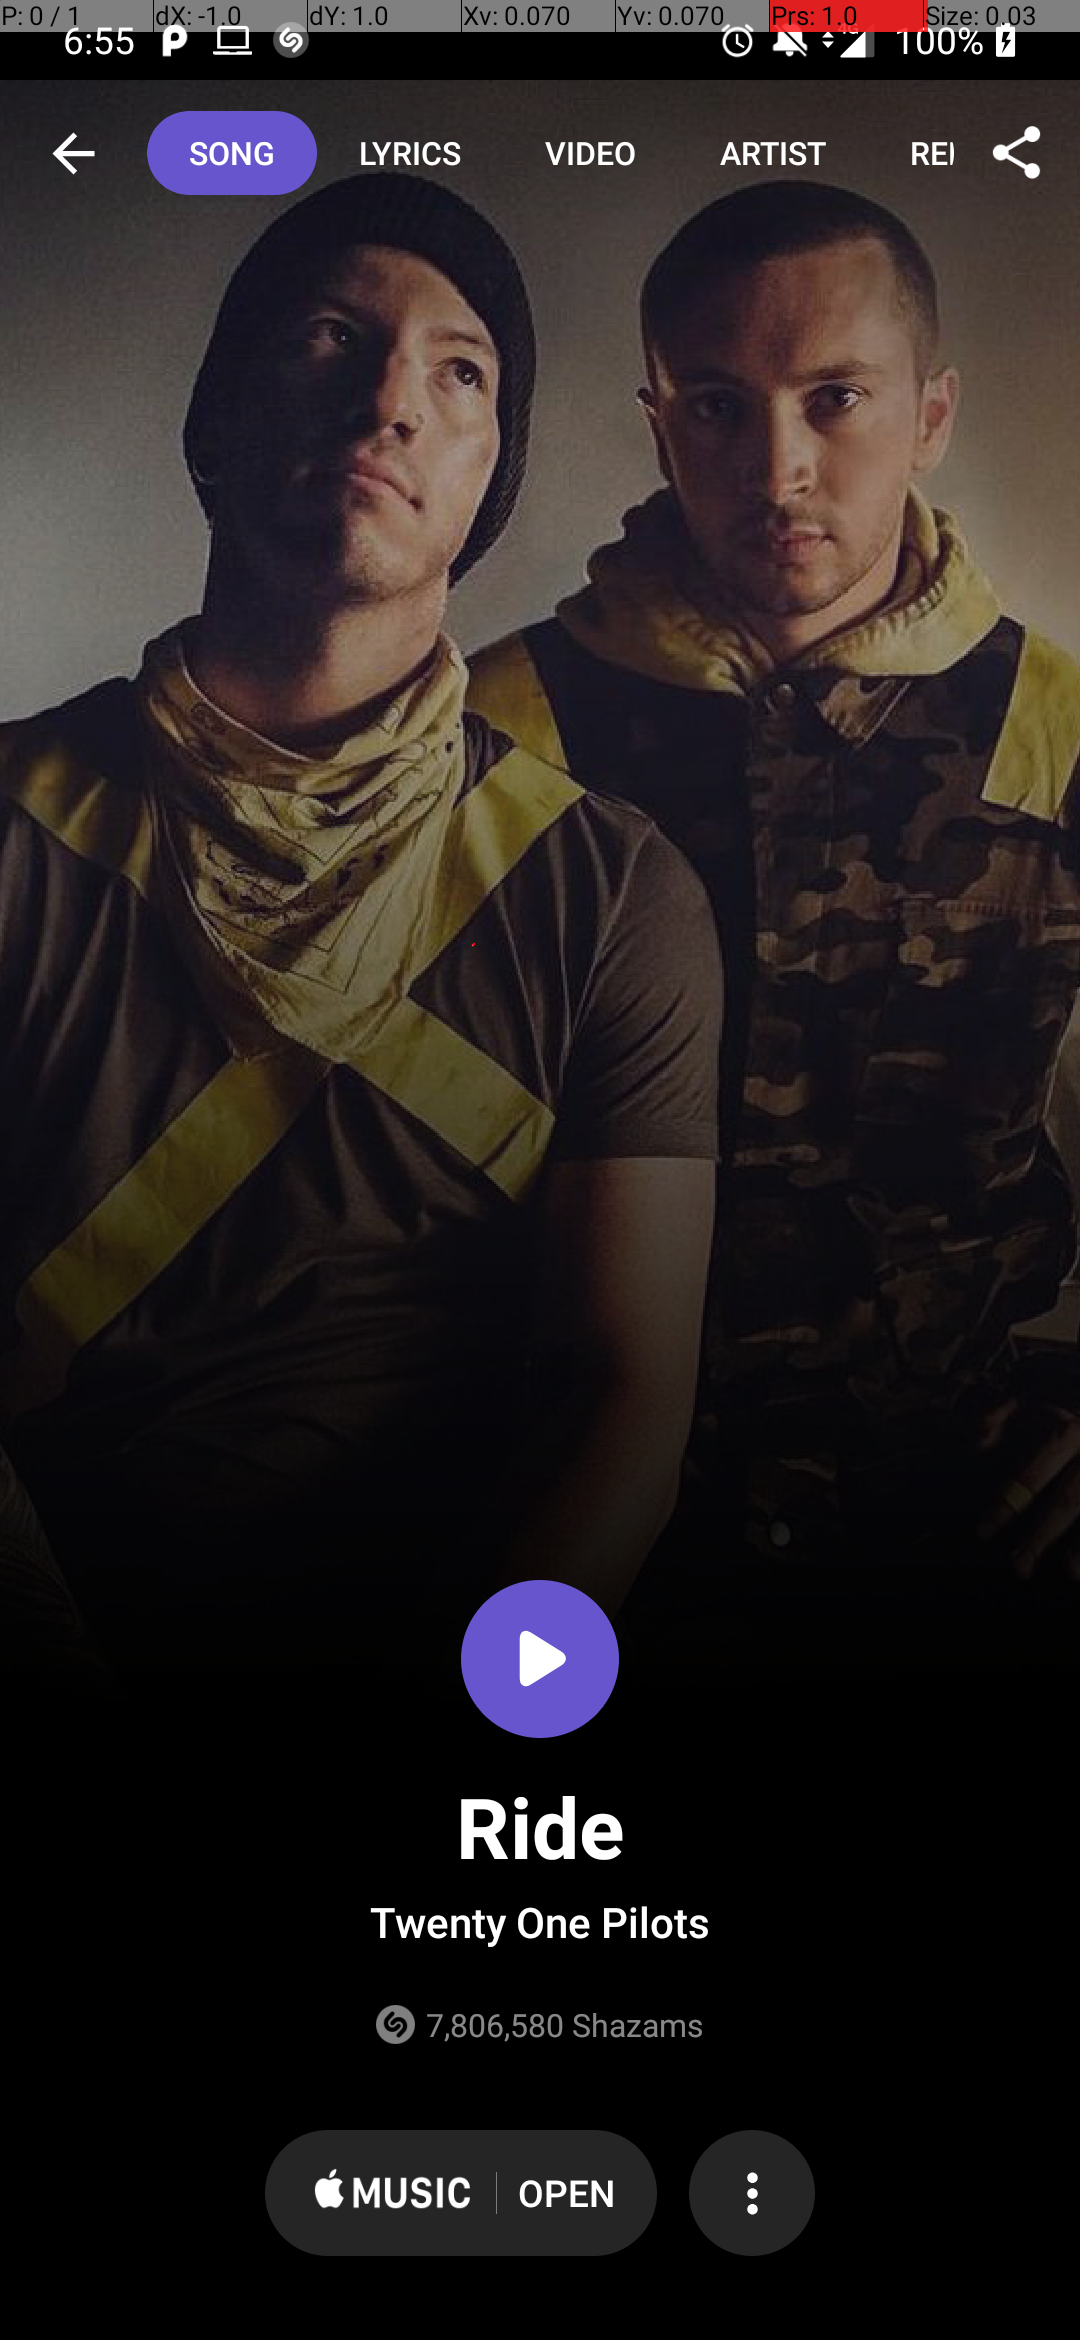 P: 0 / 1 dX: -1.0 dY: 1.0 Xv: 0.070 Yv: 0.070 Prs: 1.0 Size: 0.03
6:55 4G 100%
SONG LYRICS VIDEO ARTIST
Ride
Twenty One Pilots
7,806,580 Shazams
MUSIC OPEN